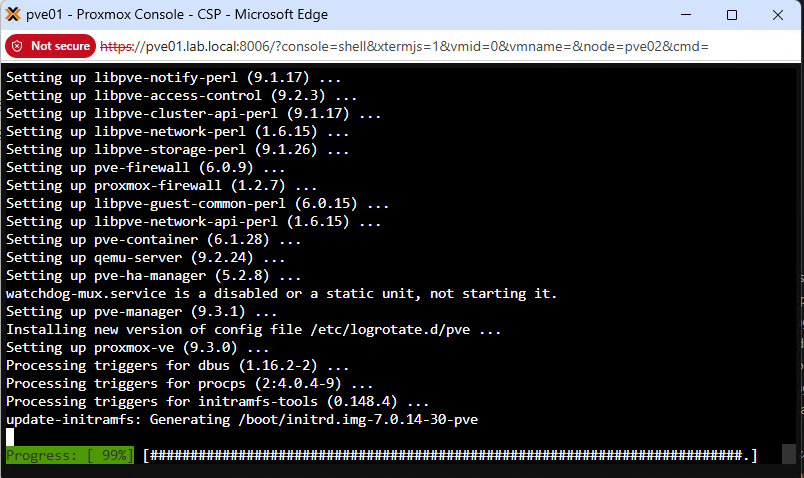 pve01 - Proxmox Console - CSP - Microsoft Edge
Not secure https://pve01.lab.local:8006/?console=shell&xtermjs=1&vmid=0&vmname=&node=pve02&cmd=
Setting up libpve-notify-perl (9.1.17) ...
Setting up libpve-access-control (9.2.3) ...
Setting up libpve-cluster-api-perl (9.1.17) ...
Setting up libpve-network-perl (1.6.15) ...
Setting up libpve-storage-perl (9.1.26) ...
Setting up pve-firewall (6.0.9) ...
Setting up proxmox-firewall (1.2.7) ...
Setting up libpve-guest-common-perl (6.0.15) ...
Setting up libpve-network-api-perl (1.6.15) ...
Setting up pve-container (6.1.28) ...
Setting up qemu-server (9.2.24) ...
Setting up pve-ha-manager (5.2.8) ...
watchdog-mux.service is a disabled or a static unit, not starting it.
Setting up pve-manager (9.3.1) ...
Installing new version of config file /etc/logrotate.d/pve ...
Setting up proxmox-ve (9.3.0) ...
Processing triggers for dbus (1.16.2-2) ...
Processing triggers for procps (2:4.0.4-9) ...
Processing triggers for initramfs-tools (0.148.4) ...
update-initramfs: Generating /boot/initrd.img-7.0.14-30-pve
Progress: [ 99%] [##########################################################################.]